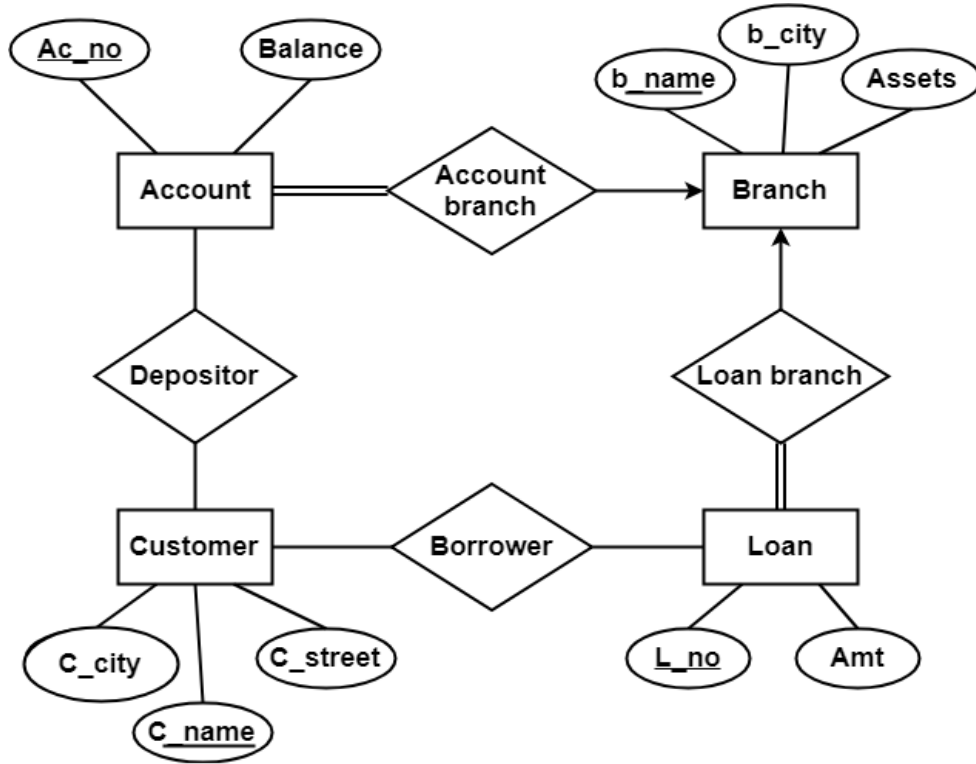 Ac_no
Balance
b_name
b_city
Assets
Account
Account
branch
Branch
Depositor
Loan branch
Customer
Borrower
Loan
C_city
C_name
C_street
L_no
Amt